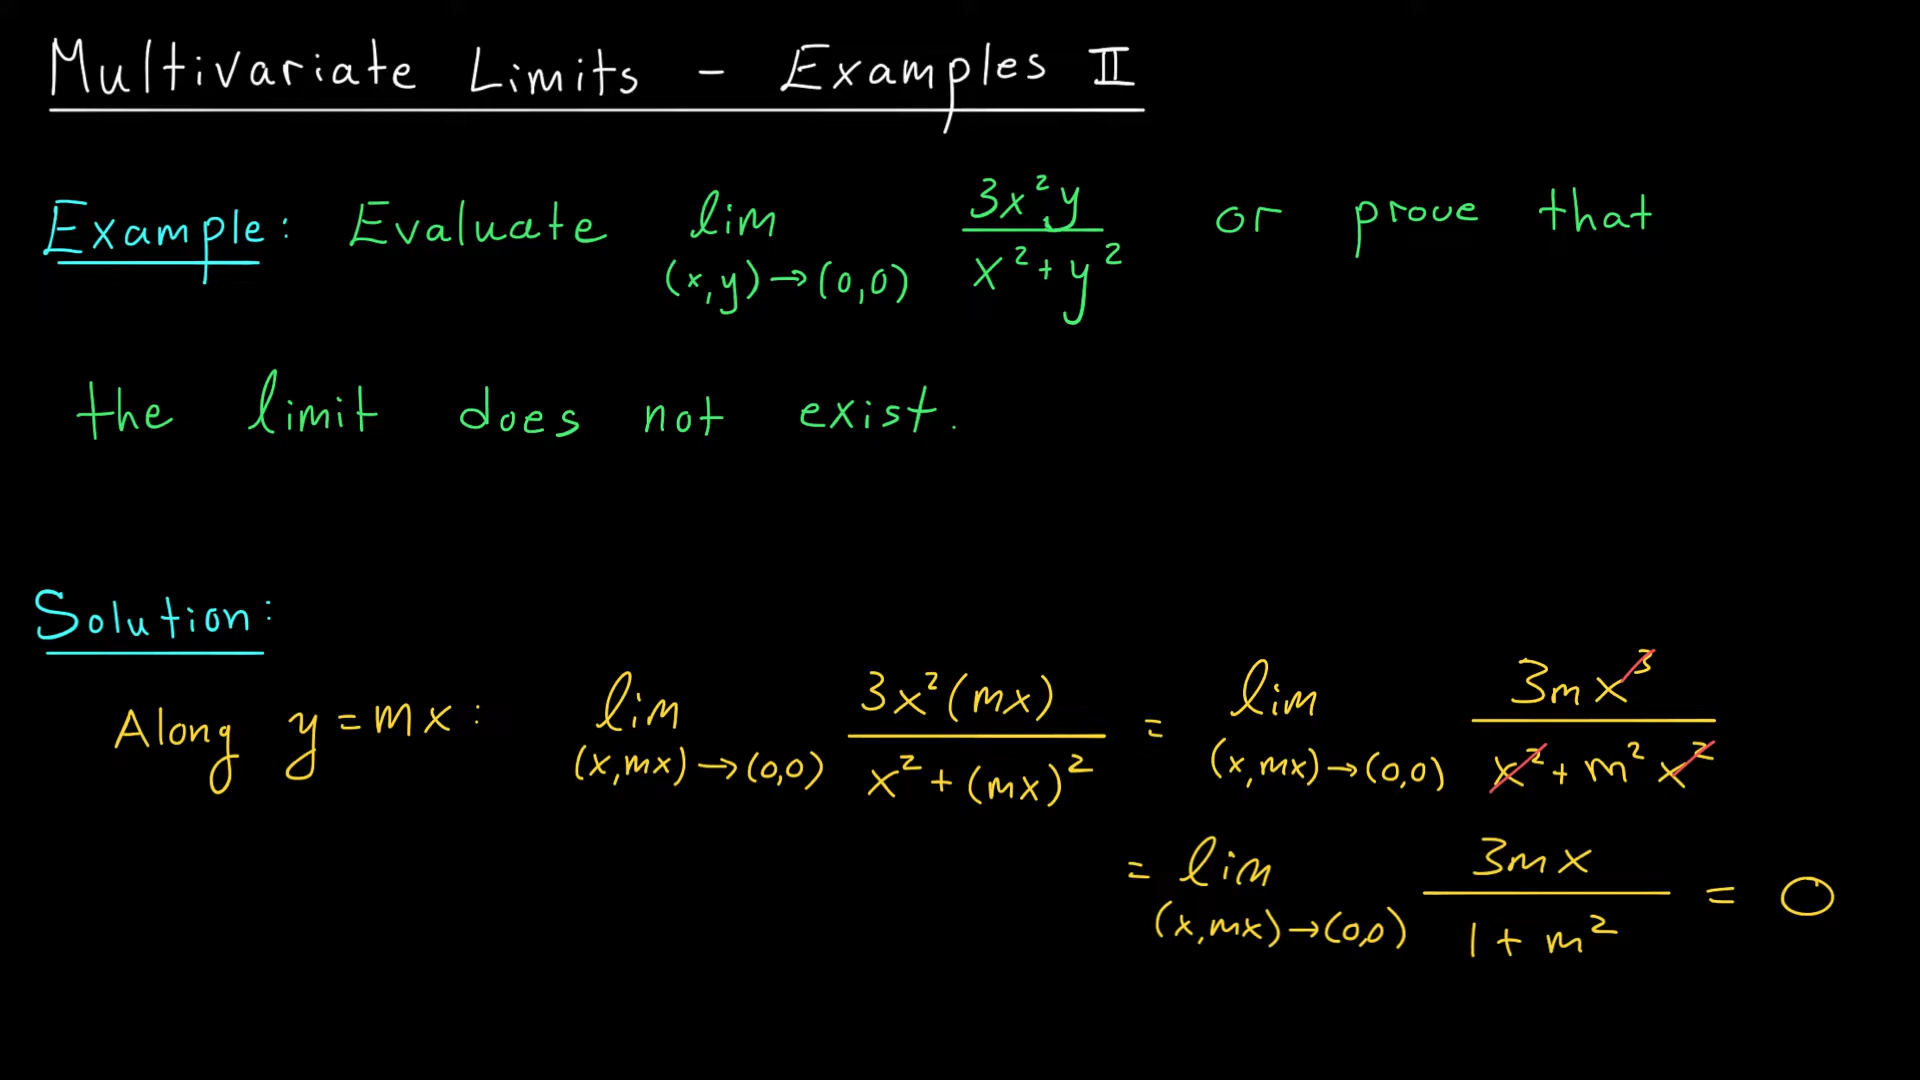 Multivariate Limits - Examples II
Example: Evaluate lim (x,y)→(0,0) 3x²y / x²+y² or prove that
the limit does not exist.
Solution:
Along y=mx: lim (x,mx)→(0,0) 3x²(mx) / x²+(mx)² = lim (x,mx)→(0,0) 3mx³ / x²+m²x²
= lim (x,mx)→(0,0) 3mx / 1+m² = 0